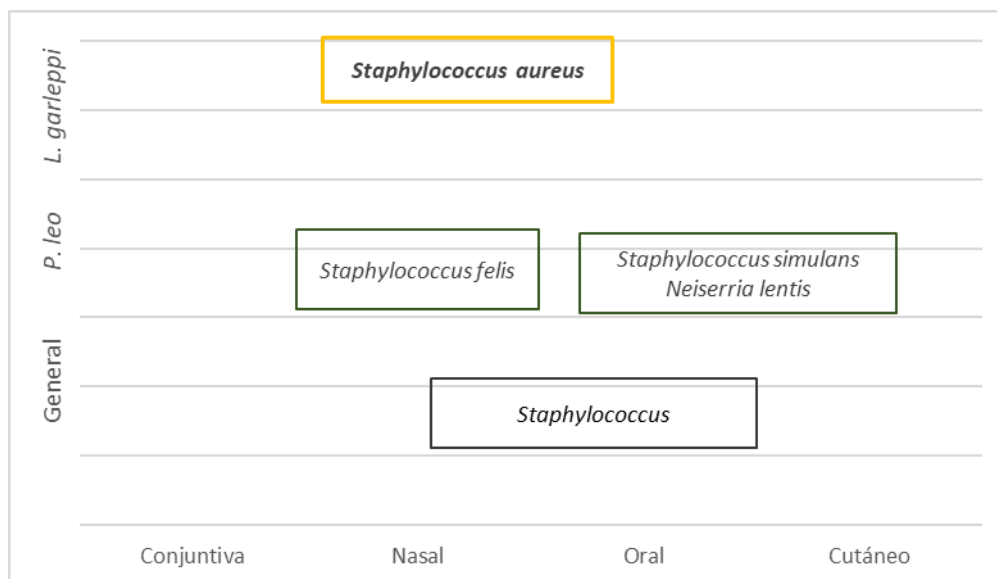 L. garleppi
Staphylococcus aureus
P. leo
Staphylococcus felis
Staphylococcus simulans
Neiserria lentis
General
Staphylococcus
Conjuntiva
Nasal
Oral
Cutáneo